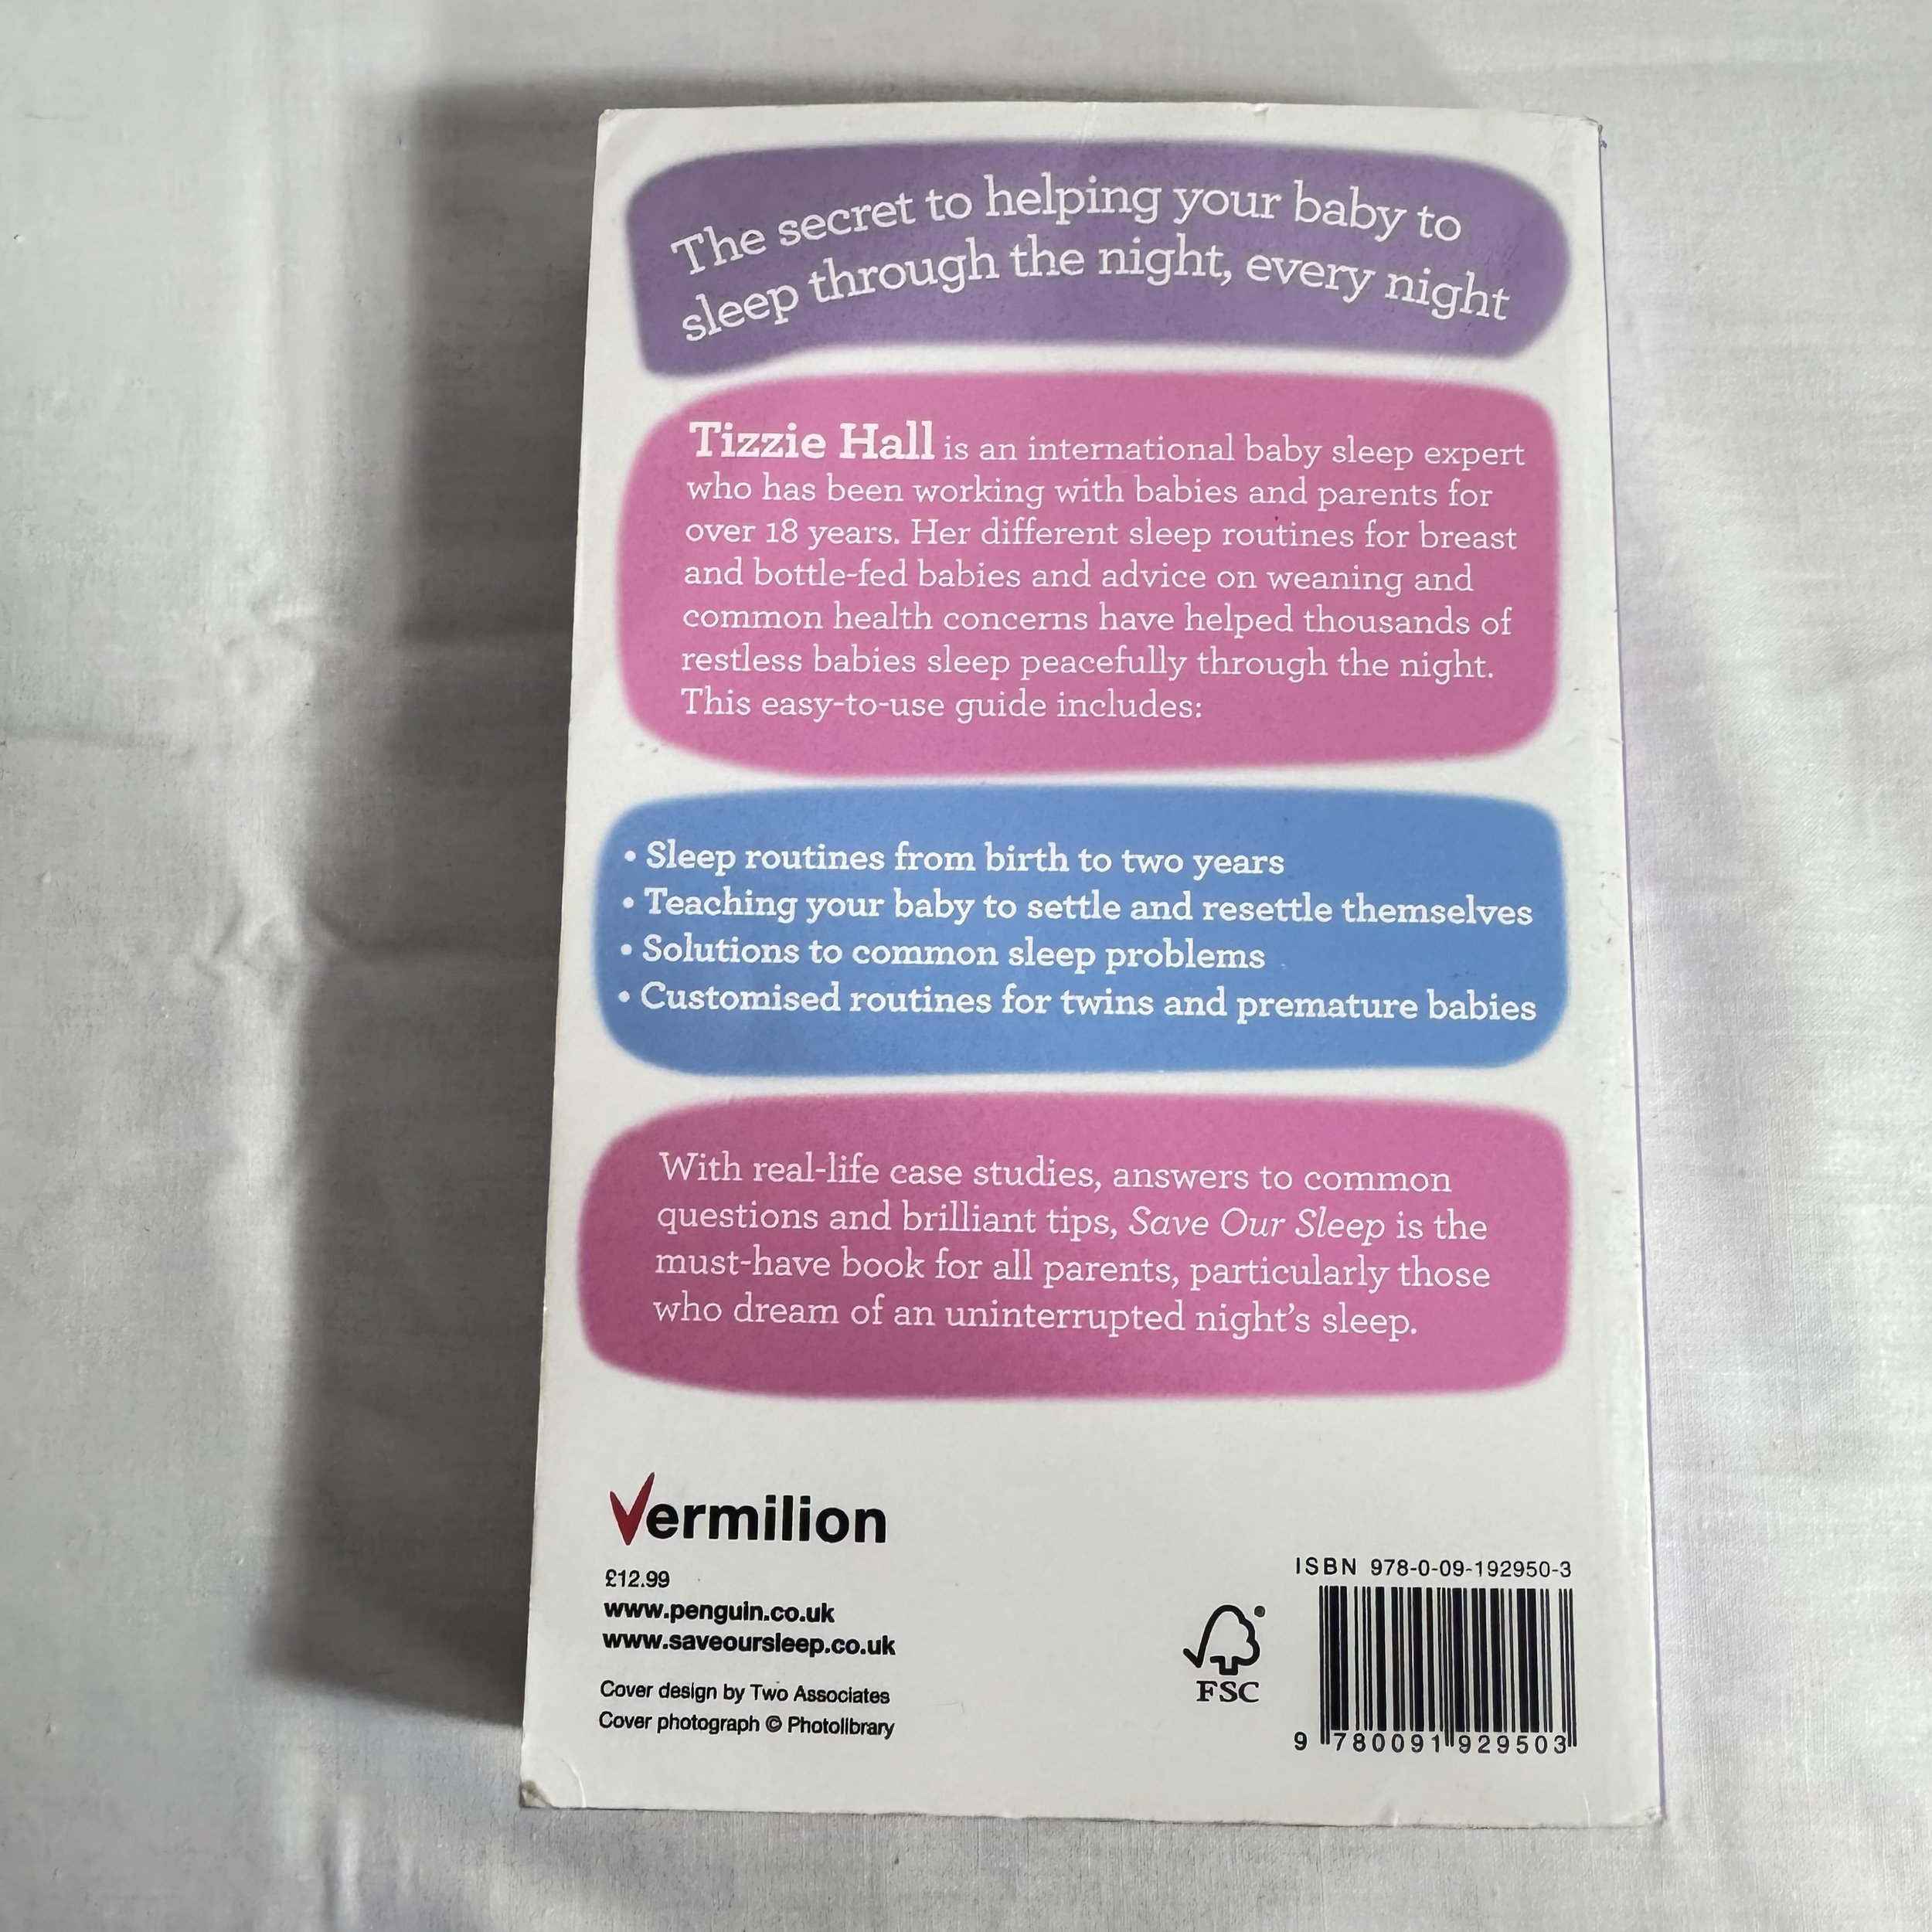 The secret to helping your baby to
sleep through the night, every night
Tizzie Hall is an international baby sleep expert
who has been working with babies and parents for
over 18 years. Her different sleep routines for breast
and bottle-fed babies and advice on weaning and
common health concerns have helped thousands of
restless babies sleep peacefully through the night.
This easy-to-use guide includes:
• Sleep routines from birth to two years
• Teaching your baby to settle and resettle themselves
• Solutions to common sleep problems
• Customised routines for twins and premature babies
With real-life case studies, answers to common
questions and brilliant tips, Save Our Sleep is the
must-have book for all parents, particularly those
who dream of an uninterrupted night's sleep.
Vermilion
£12.99
www.penguin.co.uk
www.saveoursleep.co.uk
Cover design by Two Associates
Cover photograph © Photolibrary
FSC
ISBN 978-0-09-192950-3
9 780091 929503